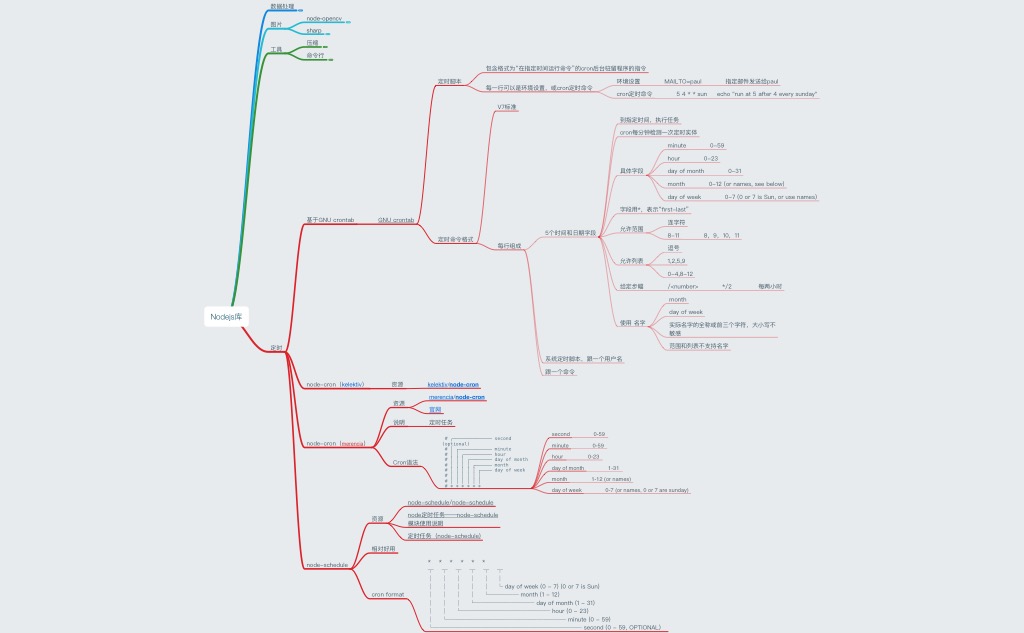 Nodejs库
数据处理
图片
node-opencv
sharp
工具
压缩
命令行
定时
基于GNU crontab
GNU crontab
定时脚本
包含格式为“在指定时间运行命令”的cron后台驻留程序的指令
每一行可以是环境设置，或cron定时命令
环境设置 MAILTO=paul 指定邮件发送给paul
cron定时命令 5 4 * * sun echo "run at 5 after 4 every sunday"
定时命令格式
V7标准
每行组成
5个时间和日期字段
到指定时间，执行任务
cron每分钟检测一次定时实体
具体字段
minute 0~59
hour 0~23
day of month 0~31
month 0~12 (or names, see below)
day of week 0~7 (0 or 7 is Sun, or use names)
字段用*，表示“first-last”
允许范围
连字符
8-11 8，9，10，11
允许列表
逗号
1,2,5,9
0-4,8-12
给定步幅 /<number> */2 每两小时
使用 名字
month
day of week
实际名字的全称或前三个字符，大小写不
敏感
范围和列表不支持名字
系统定时脚本，跟一个用户名
跟一个命令
node-cron（kelektiv）
资源
kelektiv/node-cron
node-cron（merencia）
资源
merencia/node-cron
官网
说明 定时任务
Cron语法
# ┌────────────── second
(optional)
# │ ┌──────────── minute
# │ │ ┌────────── hour
# │ │ │ ┌──────── day of month
# │ │ │ │ ┌────── month
# │ │ │ │ │ ┌──── day of week
# │ │ │ │ │ │
# │ │ │ │ │ │
# * * * * * *
second 0-59
minute 0-59
hour 0-23
day of month 1-31
month 1-12 (or names)
day of week 0-7 (or names, 0 or 7 are sunday)
node-schedule
资源
node-schedule/node-schedule
node定时任务——node-schedule
模块使用说明
定时任务（node-schedule）
相对好用
cron format
* * * * * *
day of week (0 - 7) (0 or 7 is Sun)
month (1 - 12)
day of month (1 - 31)
hour (0 - 23)
minute (0 - 59)
second (0 - 59, OPTIONAL)